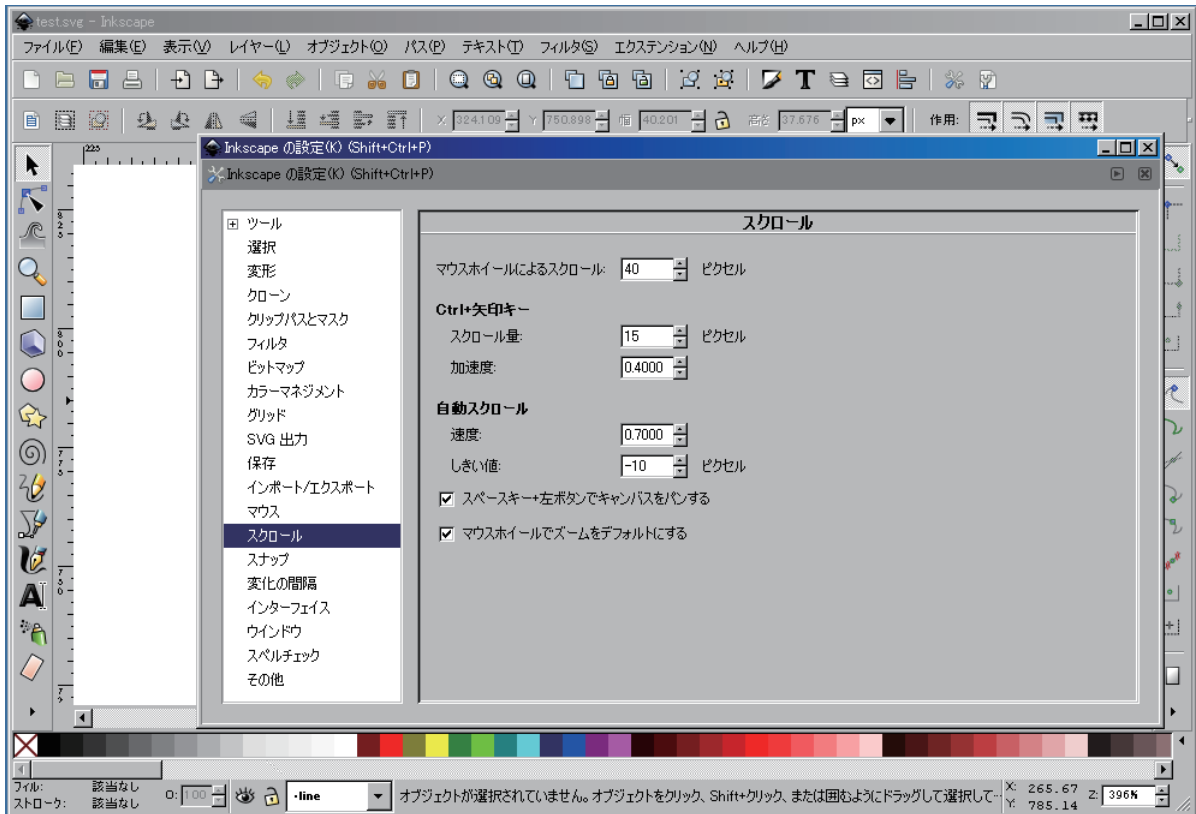 test.svg - Inkscape
ファイル(F) 編集(E) 表示(V) レイヤー(L) オブジェクト(O) パス(P) テキスト(T) フィルタ(S) エクステンション(N) ヘルプ(H)
X 324.109 Y 750.898 幅 40.201 高さ 37.676 px 作用:
Inkscape の設定(K) (Shift+Ctrl+P)
Inkscape の設定(K) (Shift+Ctrl+P)
ツール
選択
変形
クローン
クリップパスとマスク
フィルタ
ビットマップ
カラーマネジメント
グリッド
SVG 出力
保存
インポート/エクスポート
マウス
スクロール
スナップ
変化の間隔
インターフェイス
ウインドウ
スペルチェック
その他
スクロール
マウスホイールによるスクロール: 40 ピクセル
Ctrl+矢印キー
スクロール量: 15 ピクセル
加速度: 0.4000
自動スクロール
速度: 0.7000
しきい値: -10 ピクセル
スペースキー+左ボタンでキャンバスをパンする
マウスホイールでズームをデフォルトにする
225
825
800
775
750
フィル: 該当なし
ストローク: 該当なし
O: 100
・line
オブジェクトが選択されていません。オブジェクトをクリック、Shift+クリック、または囲むようにドラッグして選択して…
X: 265.67
Y: 785.14
Z: 396%